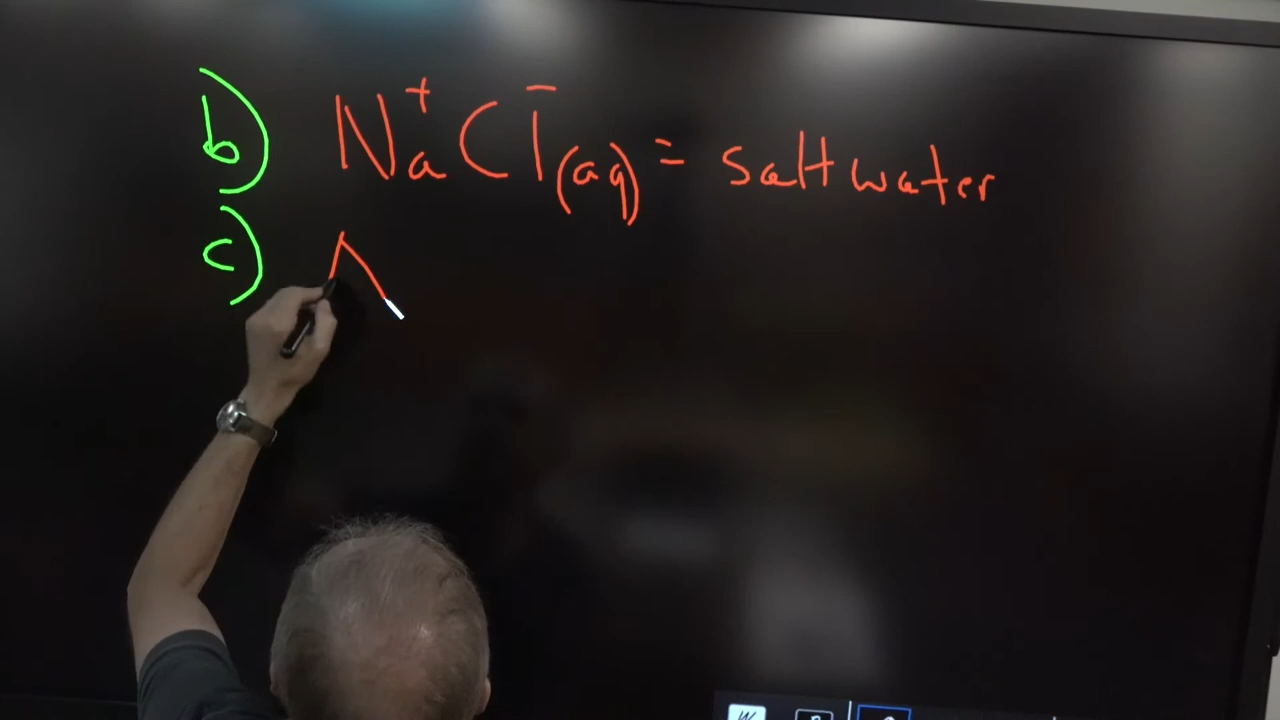 b) Na⁺Cl⁻(aq) = saltwater
c)